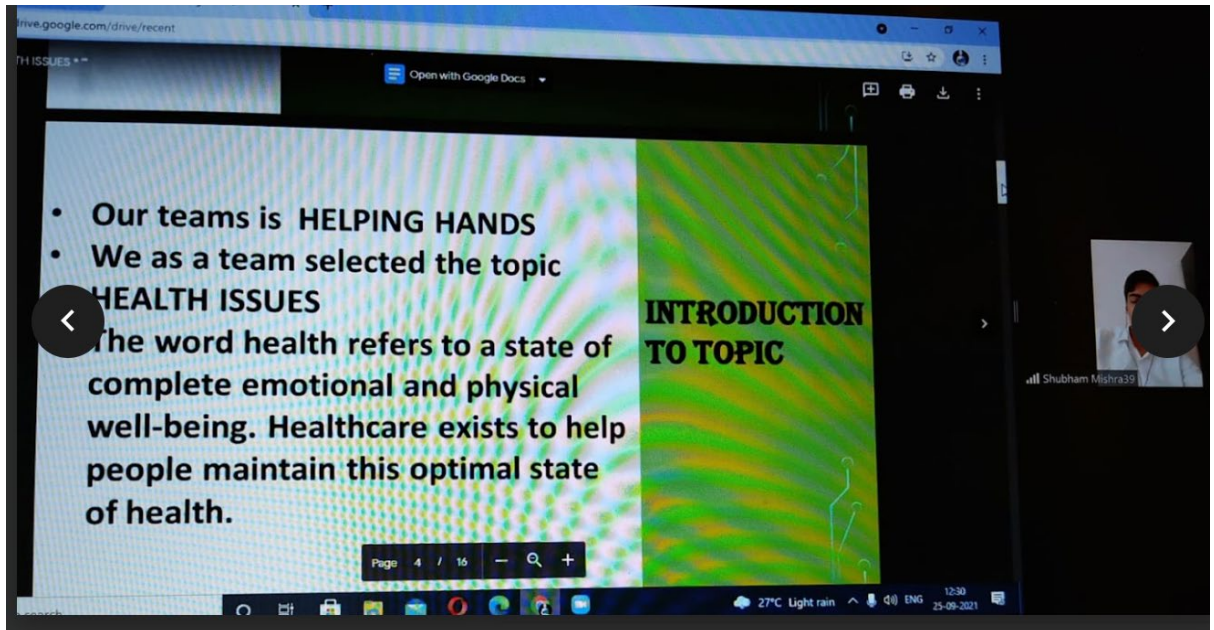 drive.google.com/drive/recent
TH ISSUES
Open with Google Docs
• Our teams is HELPING HANDS
• We as a team selected the topic
HEALTH ISSUES
The word health refers to a state of
complete emotional and physical
well-being. Healthcare exists to help
people maintain this optimal state
of health.
INTRODUCTION
TO TOPIC
Shubham Mishra39
Page 4 / 16
27°C Light rain
ENG
12:30
25-09-2021